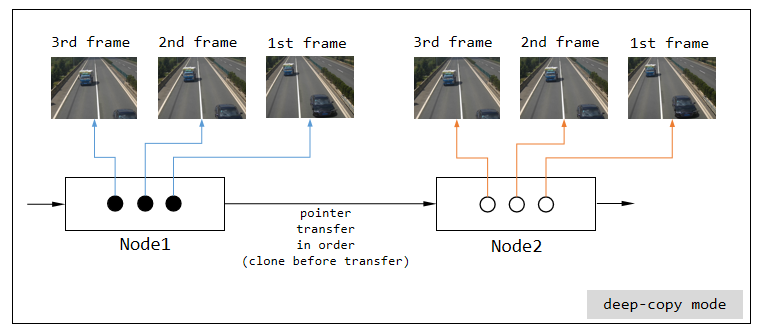 3rd frame 2nd frame 1st frame 3rd frame 2nd frame 1st frame
pointer
transfer
in order
(clone before transfer)
Node1
Node2
deep-copy mode